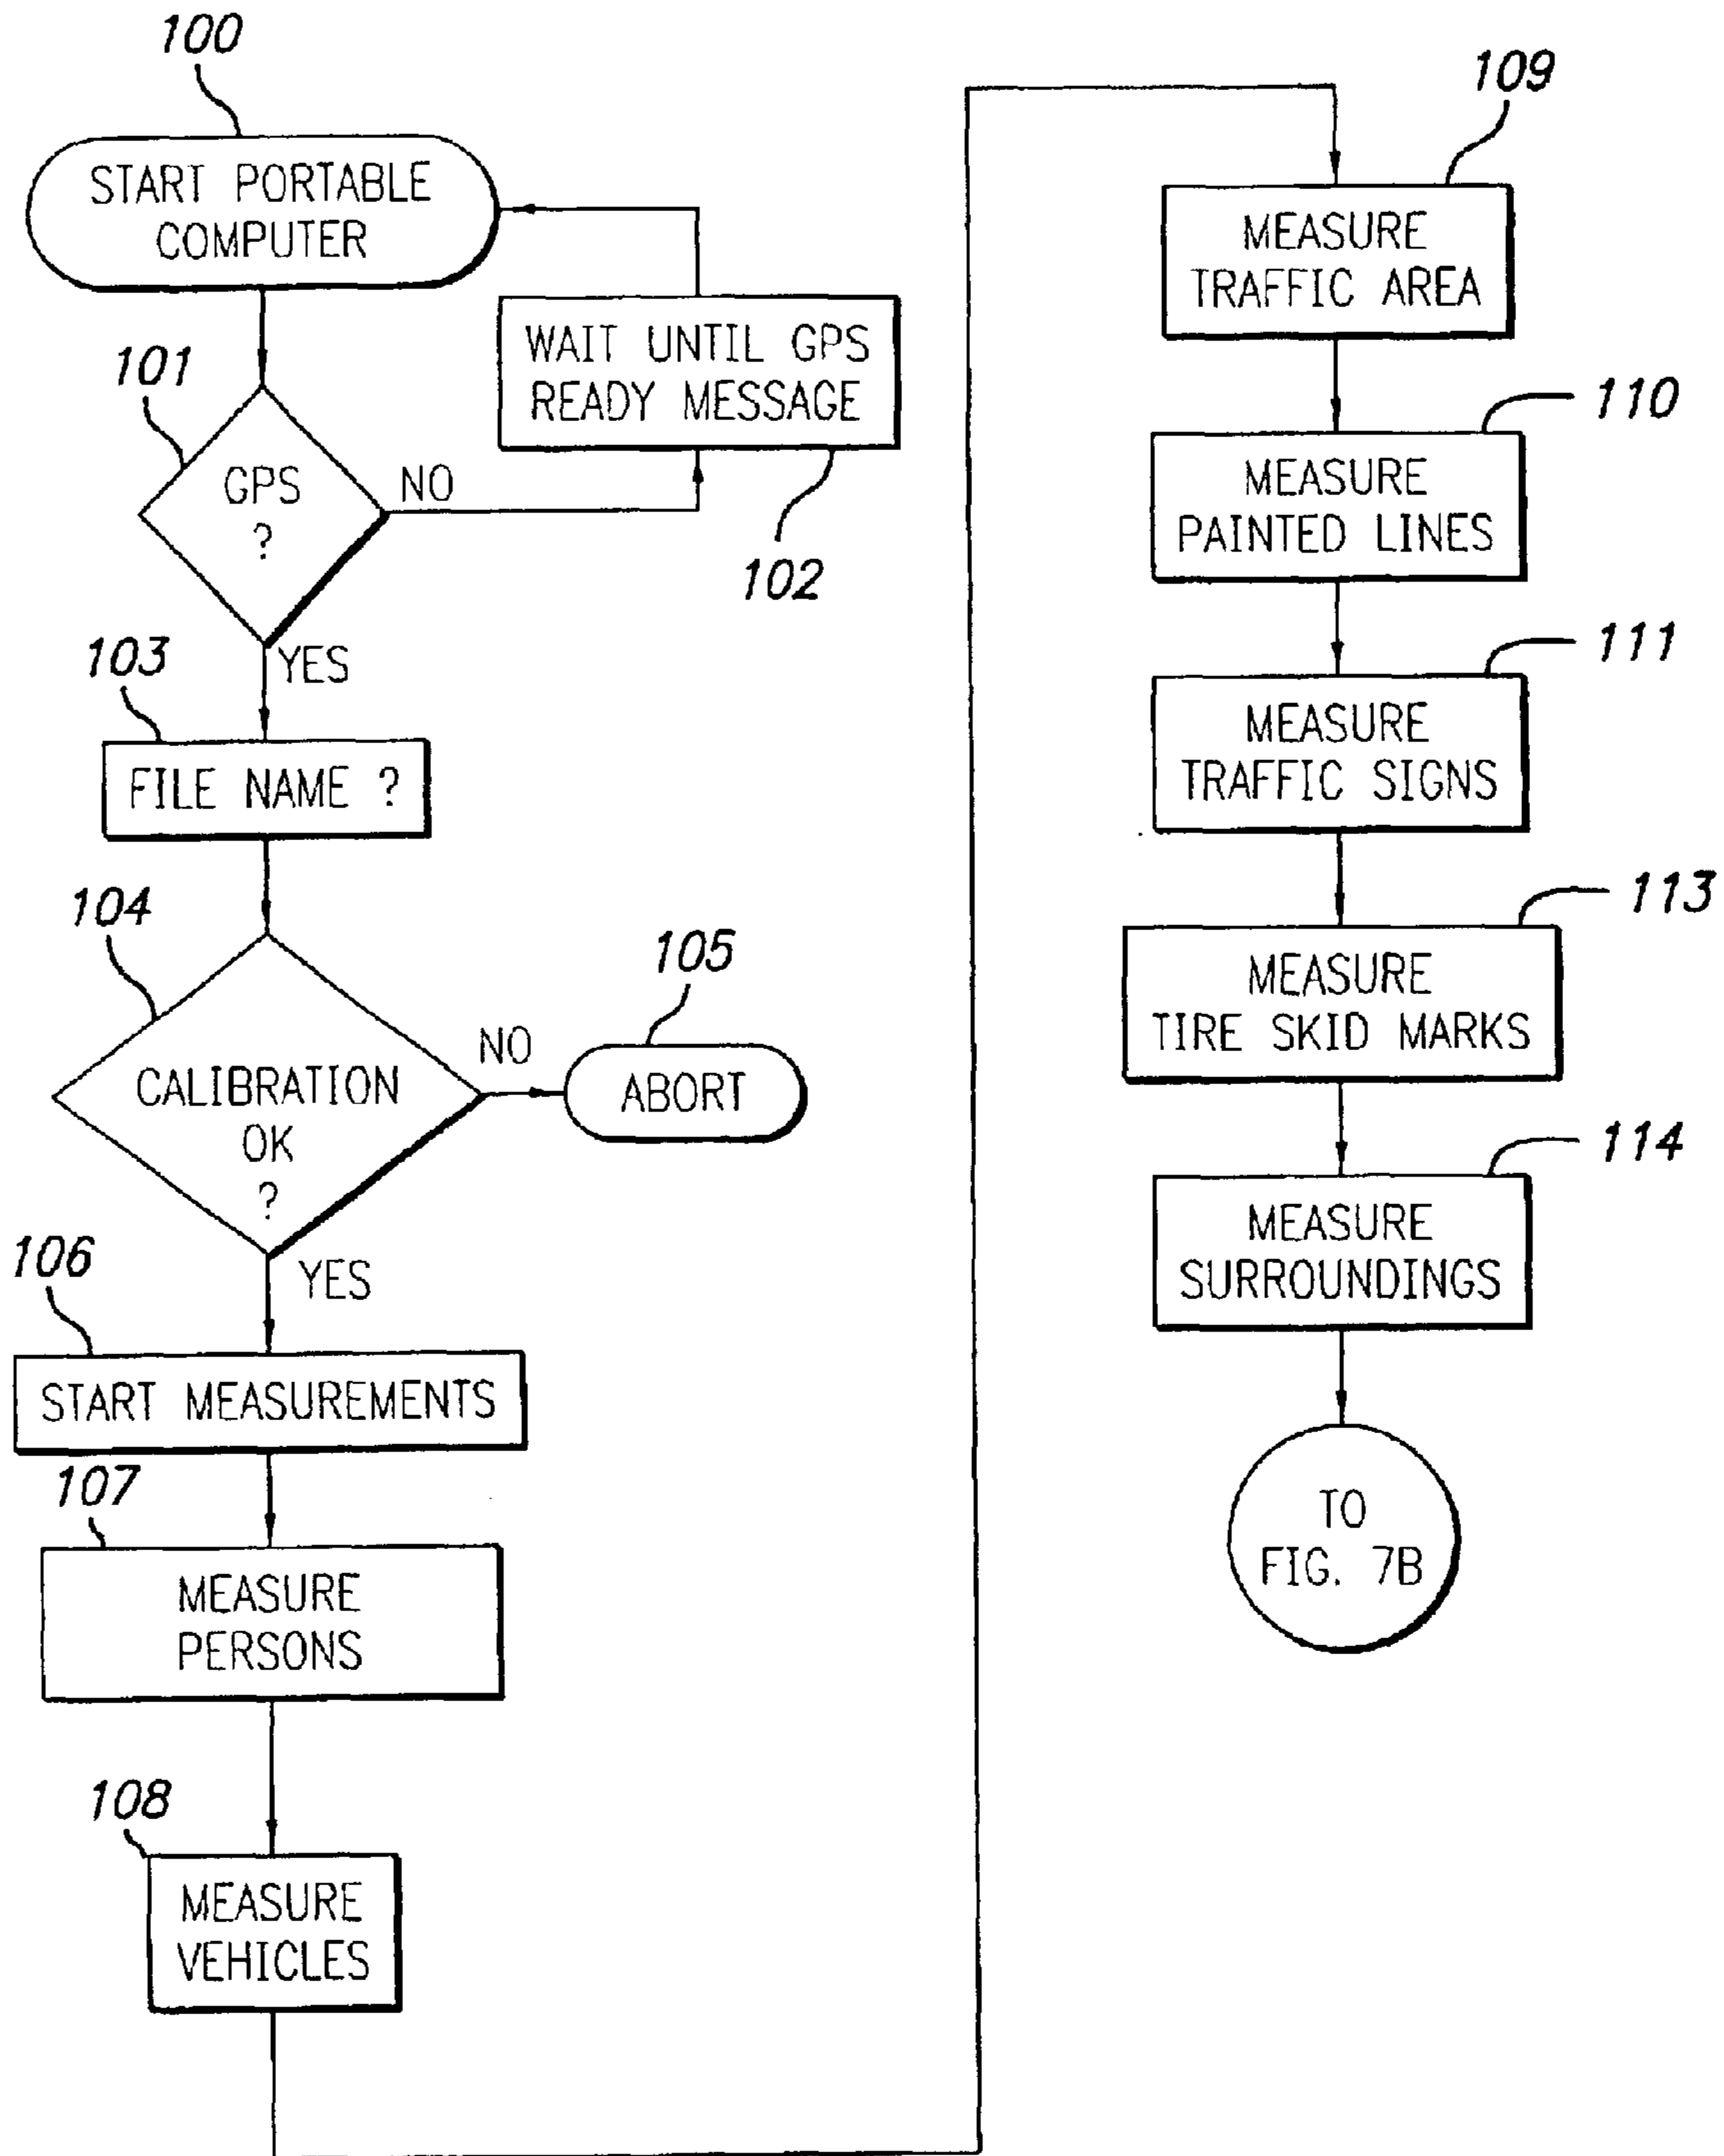 100
START PORTABLE
COMPUTER
101
GPS
?
NO
WAIT UNTIL GPS
READY MESSAGE
102
YES
103
FILE NAME ?
104
CALIBRATION
OK
?
NO
105
ABORT
YES
106
START MEASUREMENTS
107
MEASURE
PERSONS
108
MEASURE
VEHICLES
109
MEASURE
TRAFFIC AREA
110
MEASURE
PAINTED LINES
111
MEASURE
TRAFFIC SIGNS
113
MEASURE
TIRE SKID MARKS
114
MEASURE
SURROUNDINGS
TO
FIG. 7B